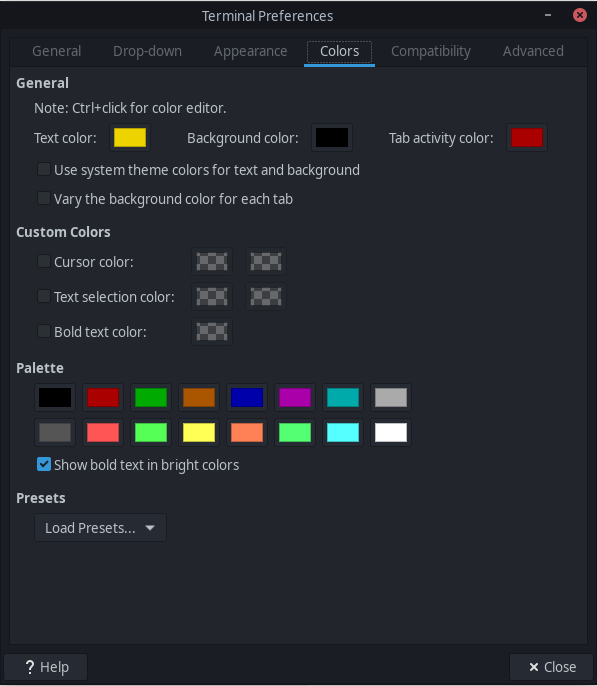 Terminal Preferences
General Drop-down Appearance Colors Compatibility Advanced
General
Note: Ctrl+click for color editor.
Text color: Background color: Tab activity color:
Use system theme colors for text and background
Vary the background color for each tab
Custom Colors
Cursor color:
Text selection color:
Bold text color:
Palette
Show bold text in bright colors
Presets
Load Presets...
? Help Close